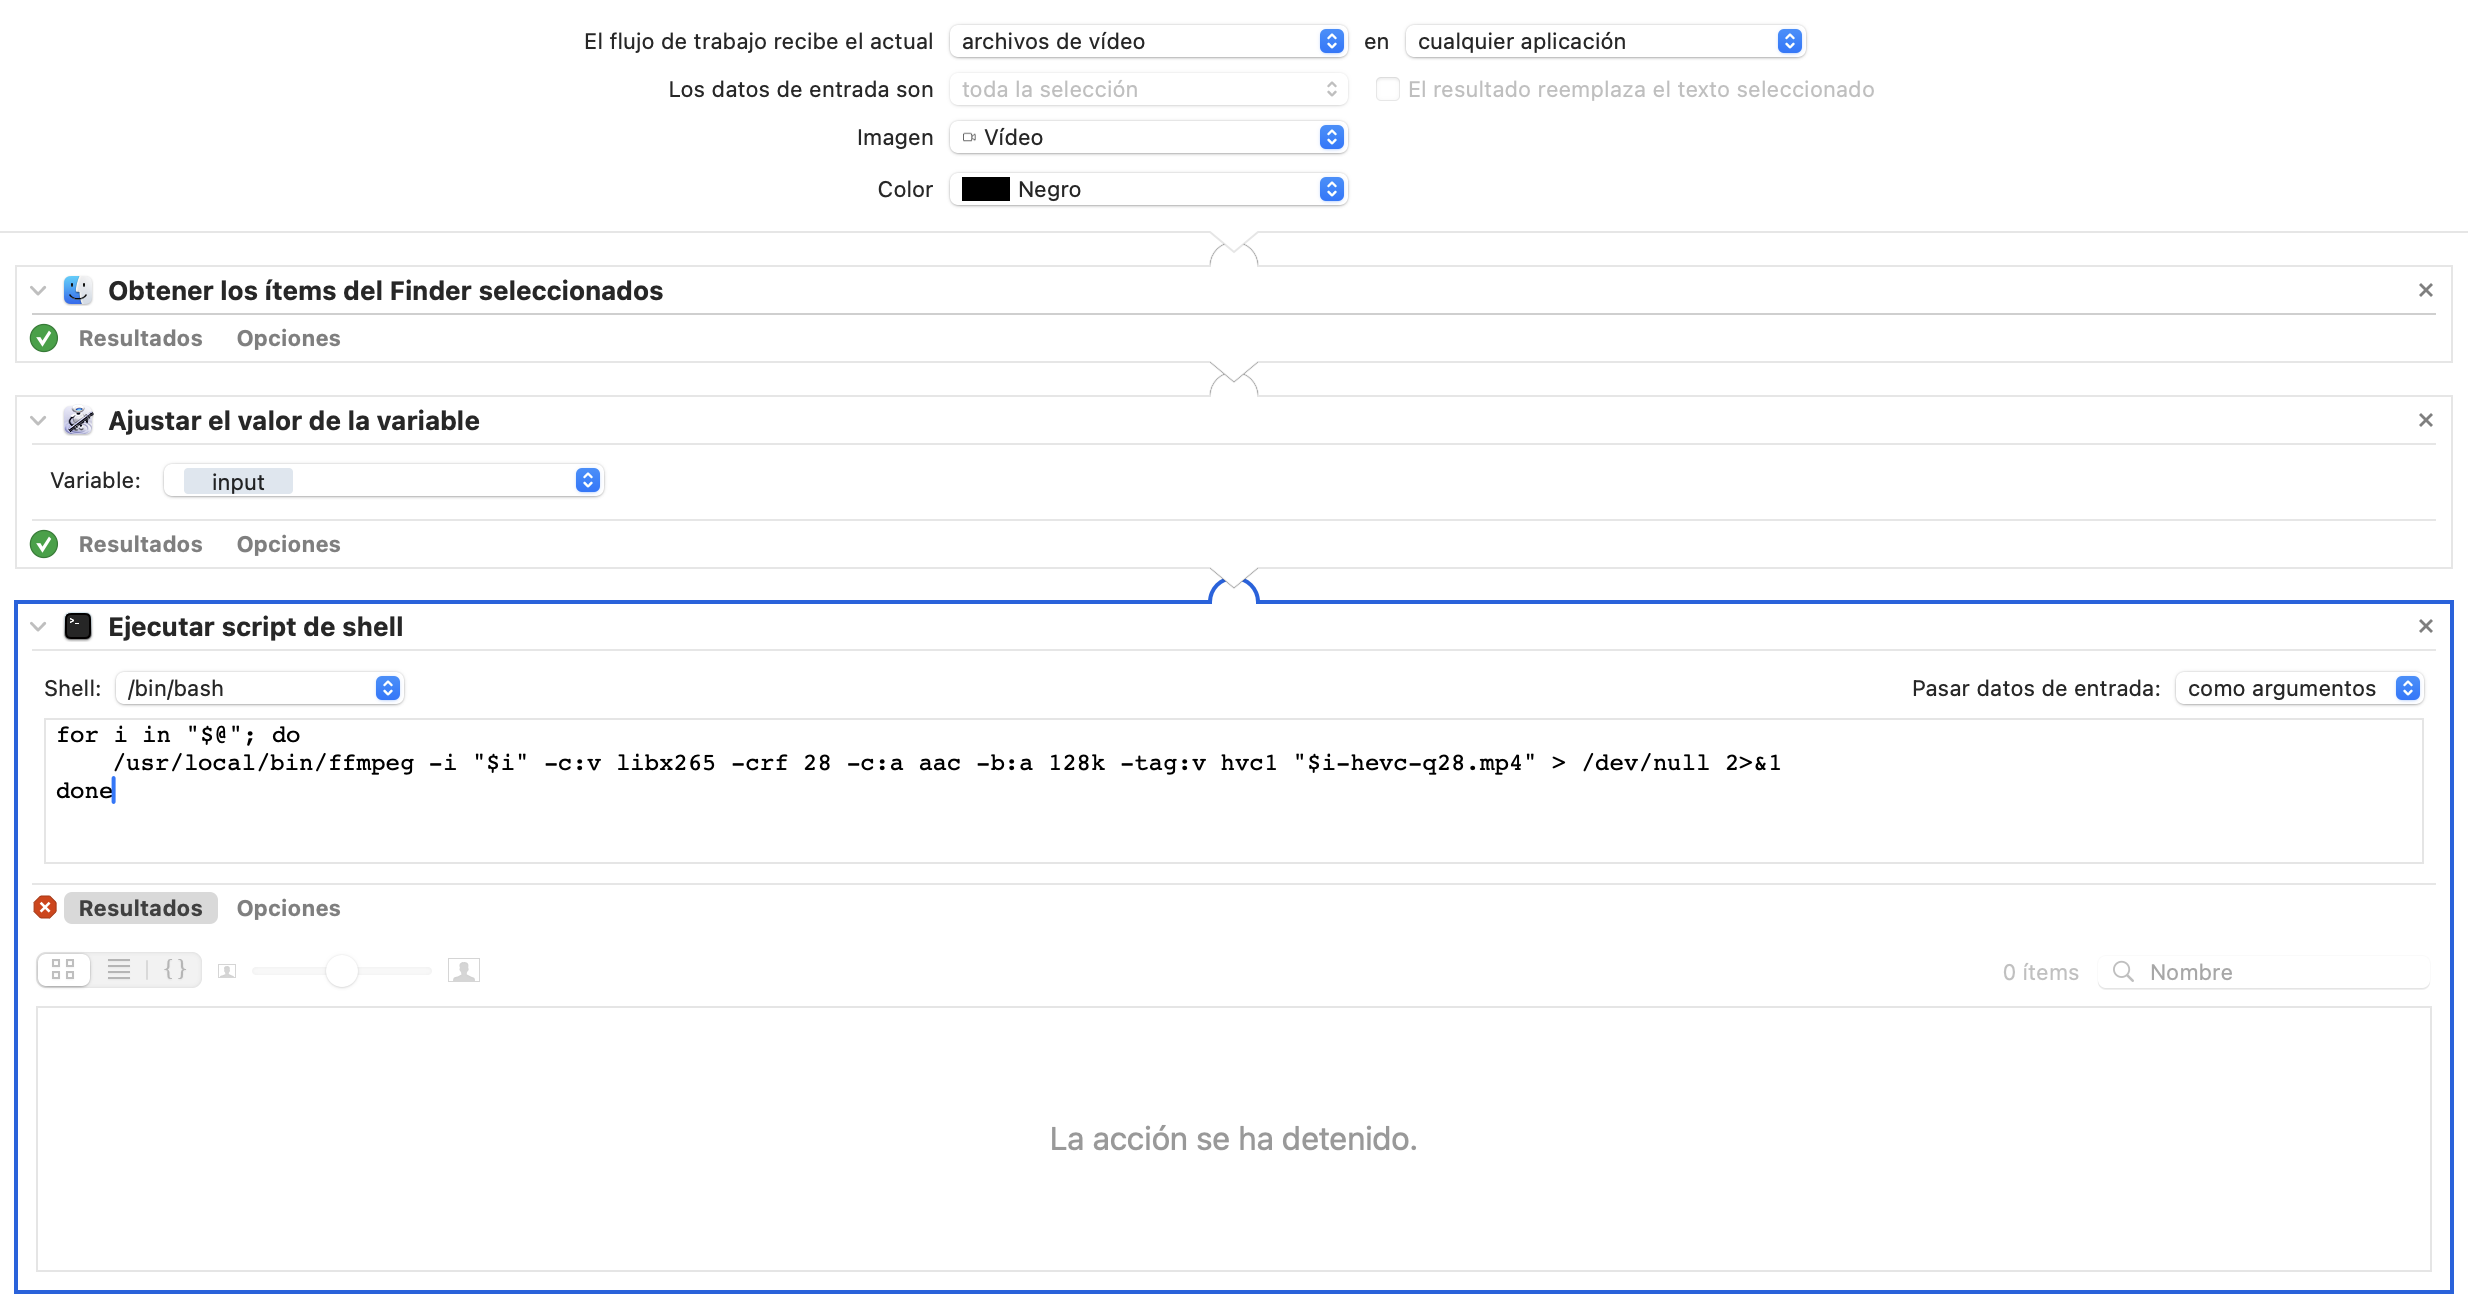 El flujo de trabajo recibe el actual archivos de vídeo en cualquier aplicación
Los datos de entrada son toda la selección El resultado reemplaza el texto seleccionado
Imagen Vídeo
Color Negro
Obtener los ítems del Finder seleccionados
Resultados Opciones
Ajustar el valor de la variable
Variable: input
Resultados Opciones
Ejecutar script de shell
Shell: /bin/bash Pasar datos de entrada: como argumentos
for i in "$@"; do
    /usr/local/bin/ffmpeg -i "$i" -c:v libx265 -crf 28 -c:a aac -b:a 128k -tag:v hvc1 "$i-hevc-q28.mp4" > /dev/null 2>&1
done
Resultados Opciones
0 ítems Nombre
La acción se ha detenido.